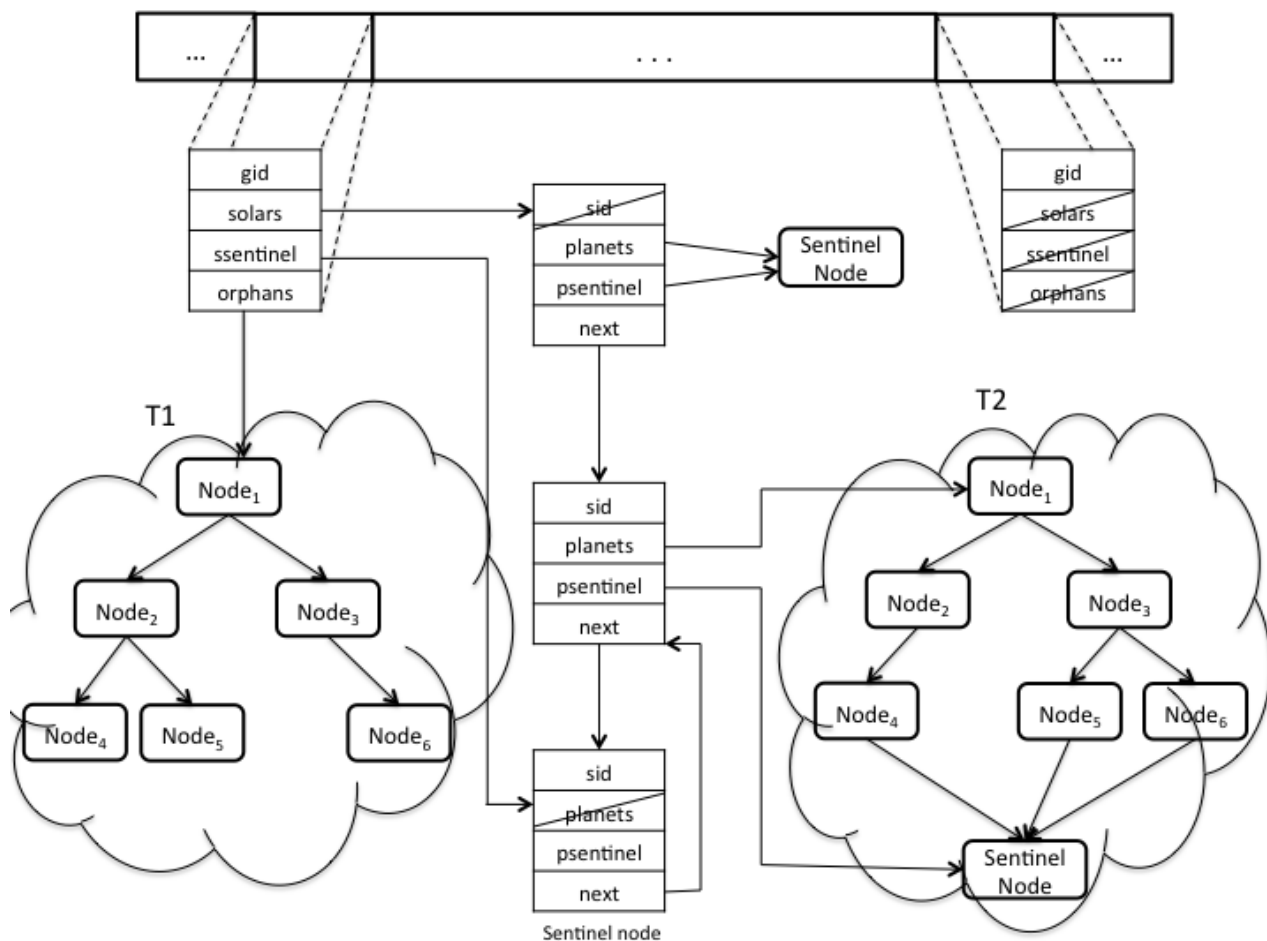 ...
. . .
...
gid
solars
ssentinel
orphans
sid
planets
psentinel
next
Sentinel
Node
gid
solars
ssentinel
orphans
T1
Node₁
Node₂
Node₃
Node₄
Node₅
Node₆
sid
planets
psentinel
next
T2
Node₁
Node₂
Node₃
Node₄
Node₅
Node₆
Sentinel
Node
sid
planets
psentinel
next
Sentinel node